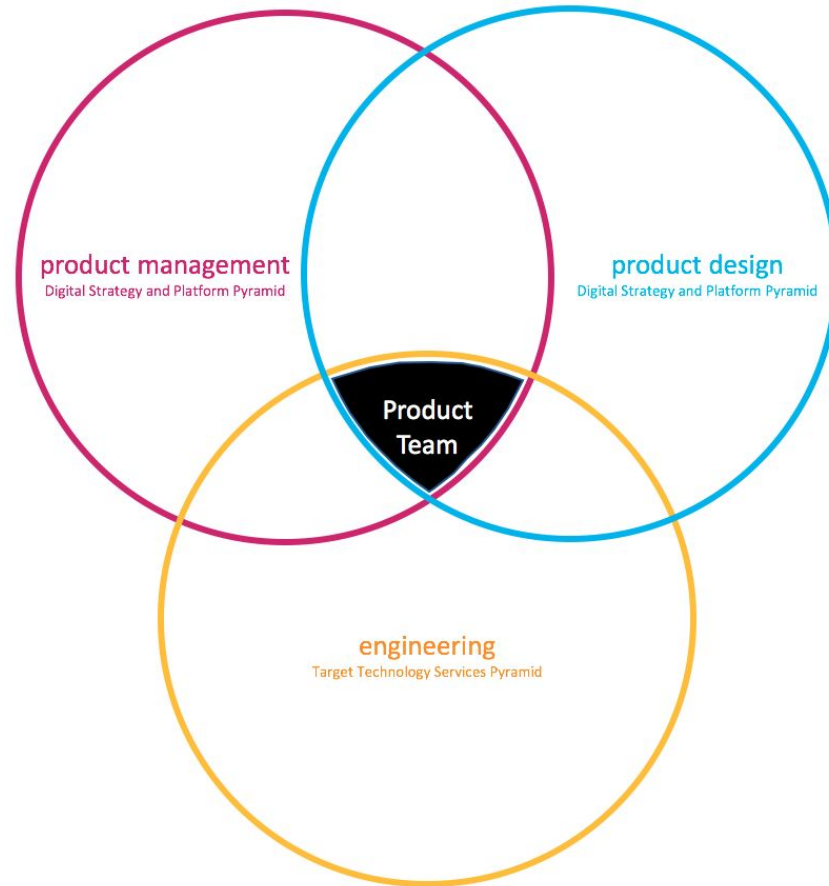 product management
Digital Strategy and Platform Pyramid
product design
Digital Strategy and Platform Pyramid
Product
Team
engineering
Target Technology Services Pyramid